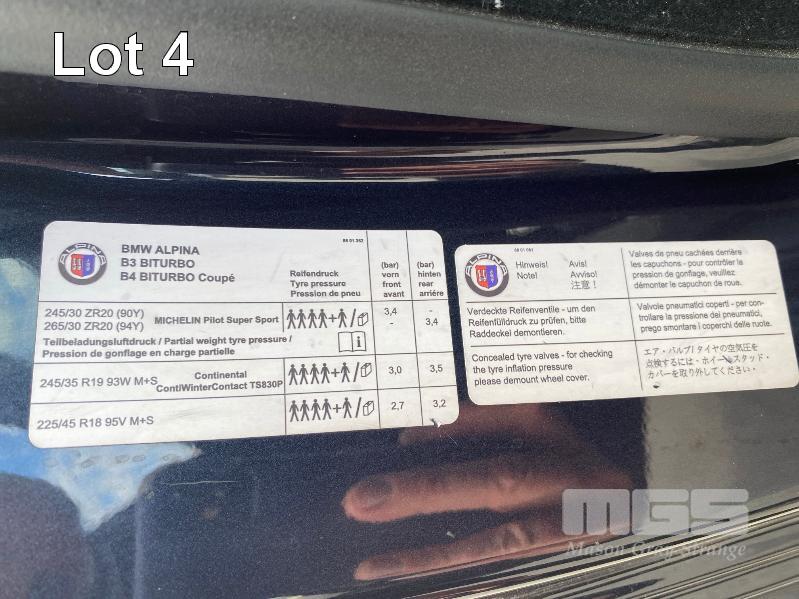 Lot 4
ALPINA
BMW ALPINA
B3 BITURBO
B4 BITURBO Coupé
88 01 352
Reifendruck
Tyre pressure
Pression de pneu
(bar)
vorn
front
avant
(bar)
hinten
rear
arriére
245/30 ZR20 (90Y)
265/30 ZR20 (94Y)
MICHELIN Pilot Super Sport
3,4
-
-
3,4
Teilbeladungsluftdruck / Partial weight tyre pressure /
Pression de gonflage en charge partielle
i
245/35 R19 93W M+S
Continental
ContiWinterContact TS830P
3,0
3,5
225/45 R18 95V M+S
2,7
3,2
ALPINA
Hinweis!
Note!
Avis!
Avviso!
注意！
Valves de pneu cachées derrière
les capuchons - pour contrôler la
pression de gonflage, veuillez
démonter le capuchon de roue.
Verdeckte Reifenventile - um den
Reifenfülldruck zu prüfen, bitte
Raddeckel demontieren.
Valvole pneumatici coperti - per con-
trollare la pressione dei pneumatici,
prego smontare i coperchi delle ruote.
Concealed tyre valves - for checking
the tyre inflation pressure
please demount wheel cover.
エア・バルブ/タイヤの空気圧を
点検するには・ホイールスタッド・
カバーを取り外してください・
MGS
Mason Gray Strange